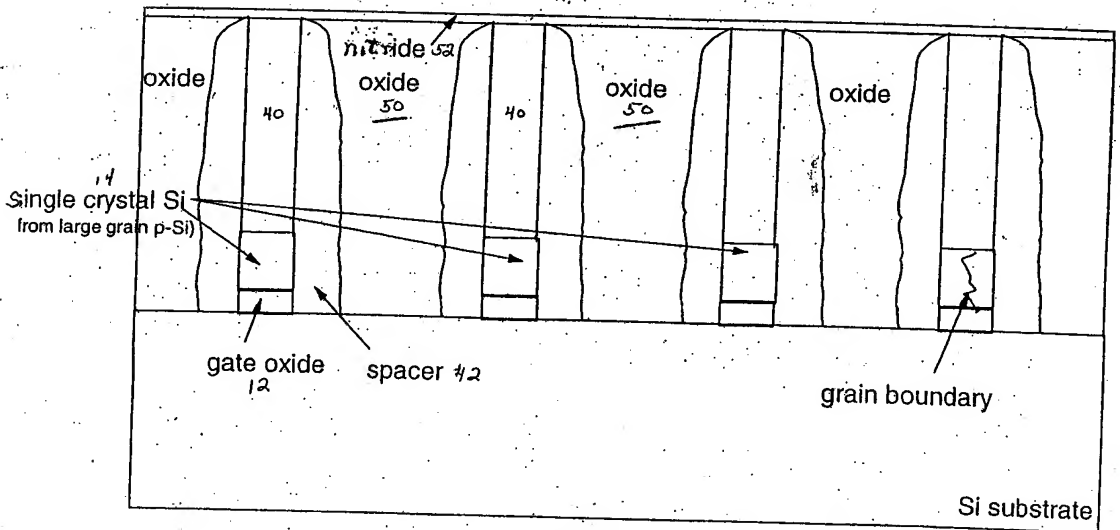 nitride 52
oxide
oxide
50
oxide
50
oxide
40
40
14
single crystal Si
from large grain p-Si)
gate oxide
12
spacer 42
grain boundary
Si substrate